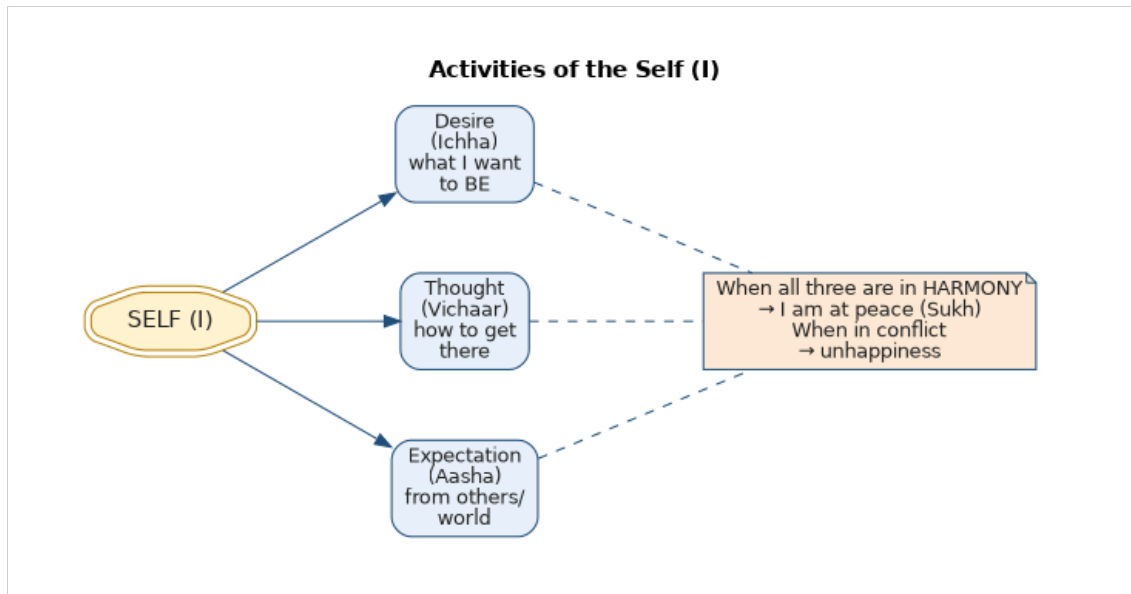 Activities of the Self (I)
Desire
(Ichha)
what I want
to BE
SELF (I)
Thought
(Vichaar)
how to get
there
When all three are in HARMONY
→ I am at peace (Sukh)
When in conflict
→ unhappiness
Expectation
(Aasha)
from others/
world